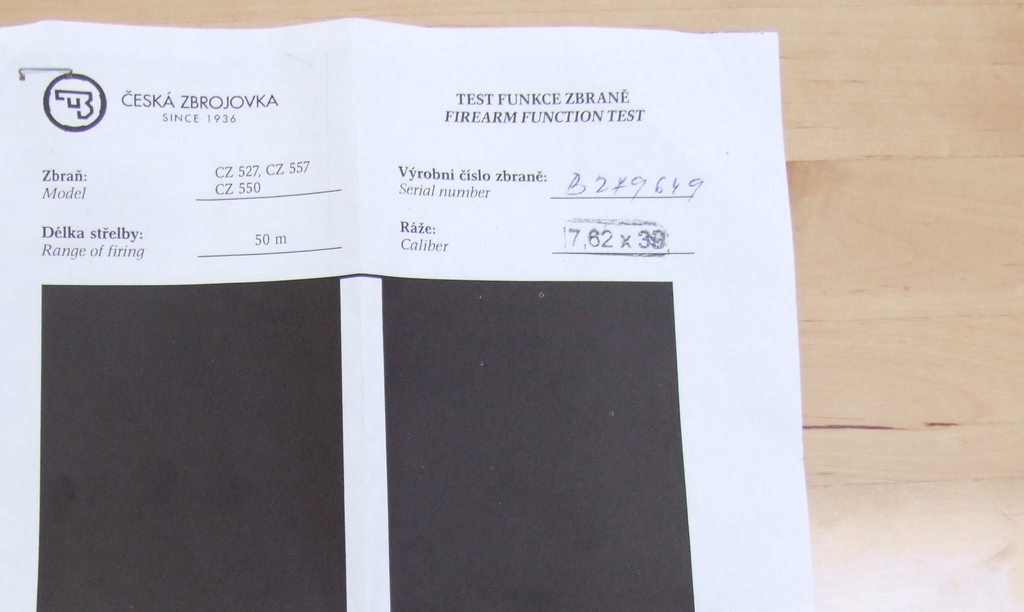 ČESKÁ ZBROJOVKA
SINCE 1936
TEST FUNKCE ZBRANĚ
FIREARM FUNCTION TEST
Zbraň:
Model
CZ 527, CZ 557
CZ 550
Výrobní číslo zbraně:
Serial number
B279649
Délka střelby:
Range of firing
50 m
Ráže:
Caliber
7,62 x 39